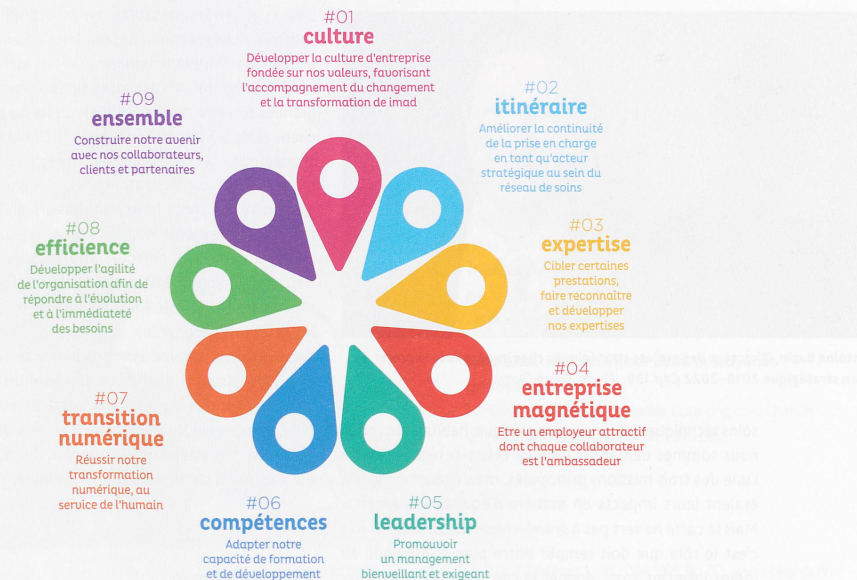 #01
culture
Développer la culture d'entreprise
fondée sur nos valeurs, favorisant
l'accompagnement du changement
et la transformation de imad
#02
itinéraire
Améliorer la continuité
de la prise en charge
en tant qu'acteur
stratégique au sein du
réseau de soins
#03
expertise
Cibler certaines
prestations,
faire reconnaître
et développer
nos expertises
#04
entreprise
magnétique
Etre un employeur attractif
dont chaque collaborateur
est l'ambassadeur
#05
leadership
Promouvoir
un management
bienveillant et exigeant
#06
compétences
Adapter notre
capacité de formation
et de développement
#07
transition
numérique
Réussir notre
transformation
numérique, au
service de l'humain
#08
efficience
Développer l'agilité
de l'organisation afin de
répondre à l'évolution
et à l'immédiateté
des besoins
#09
ensemble
Construire notre avenir
avec nos collaborateurs,
clients et partenaires